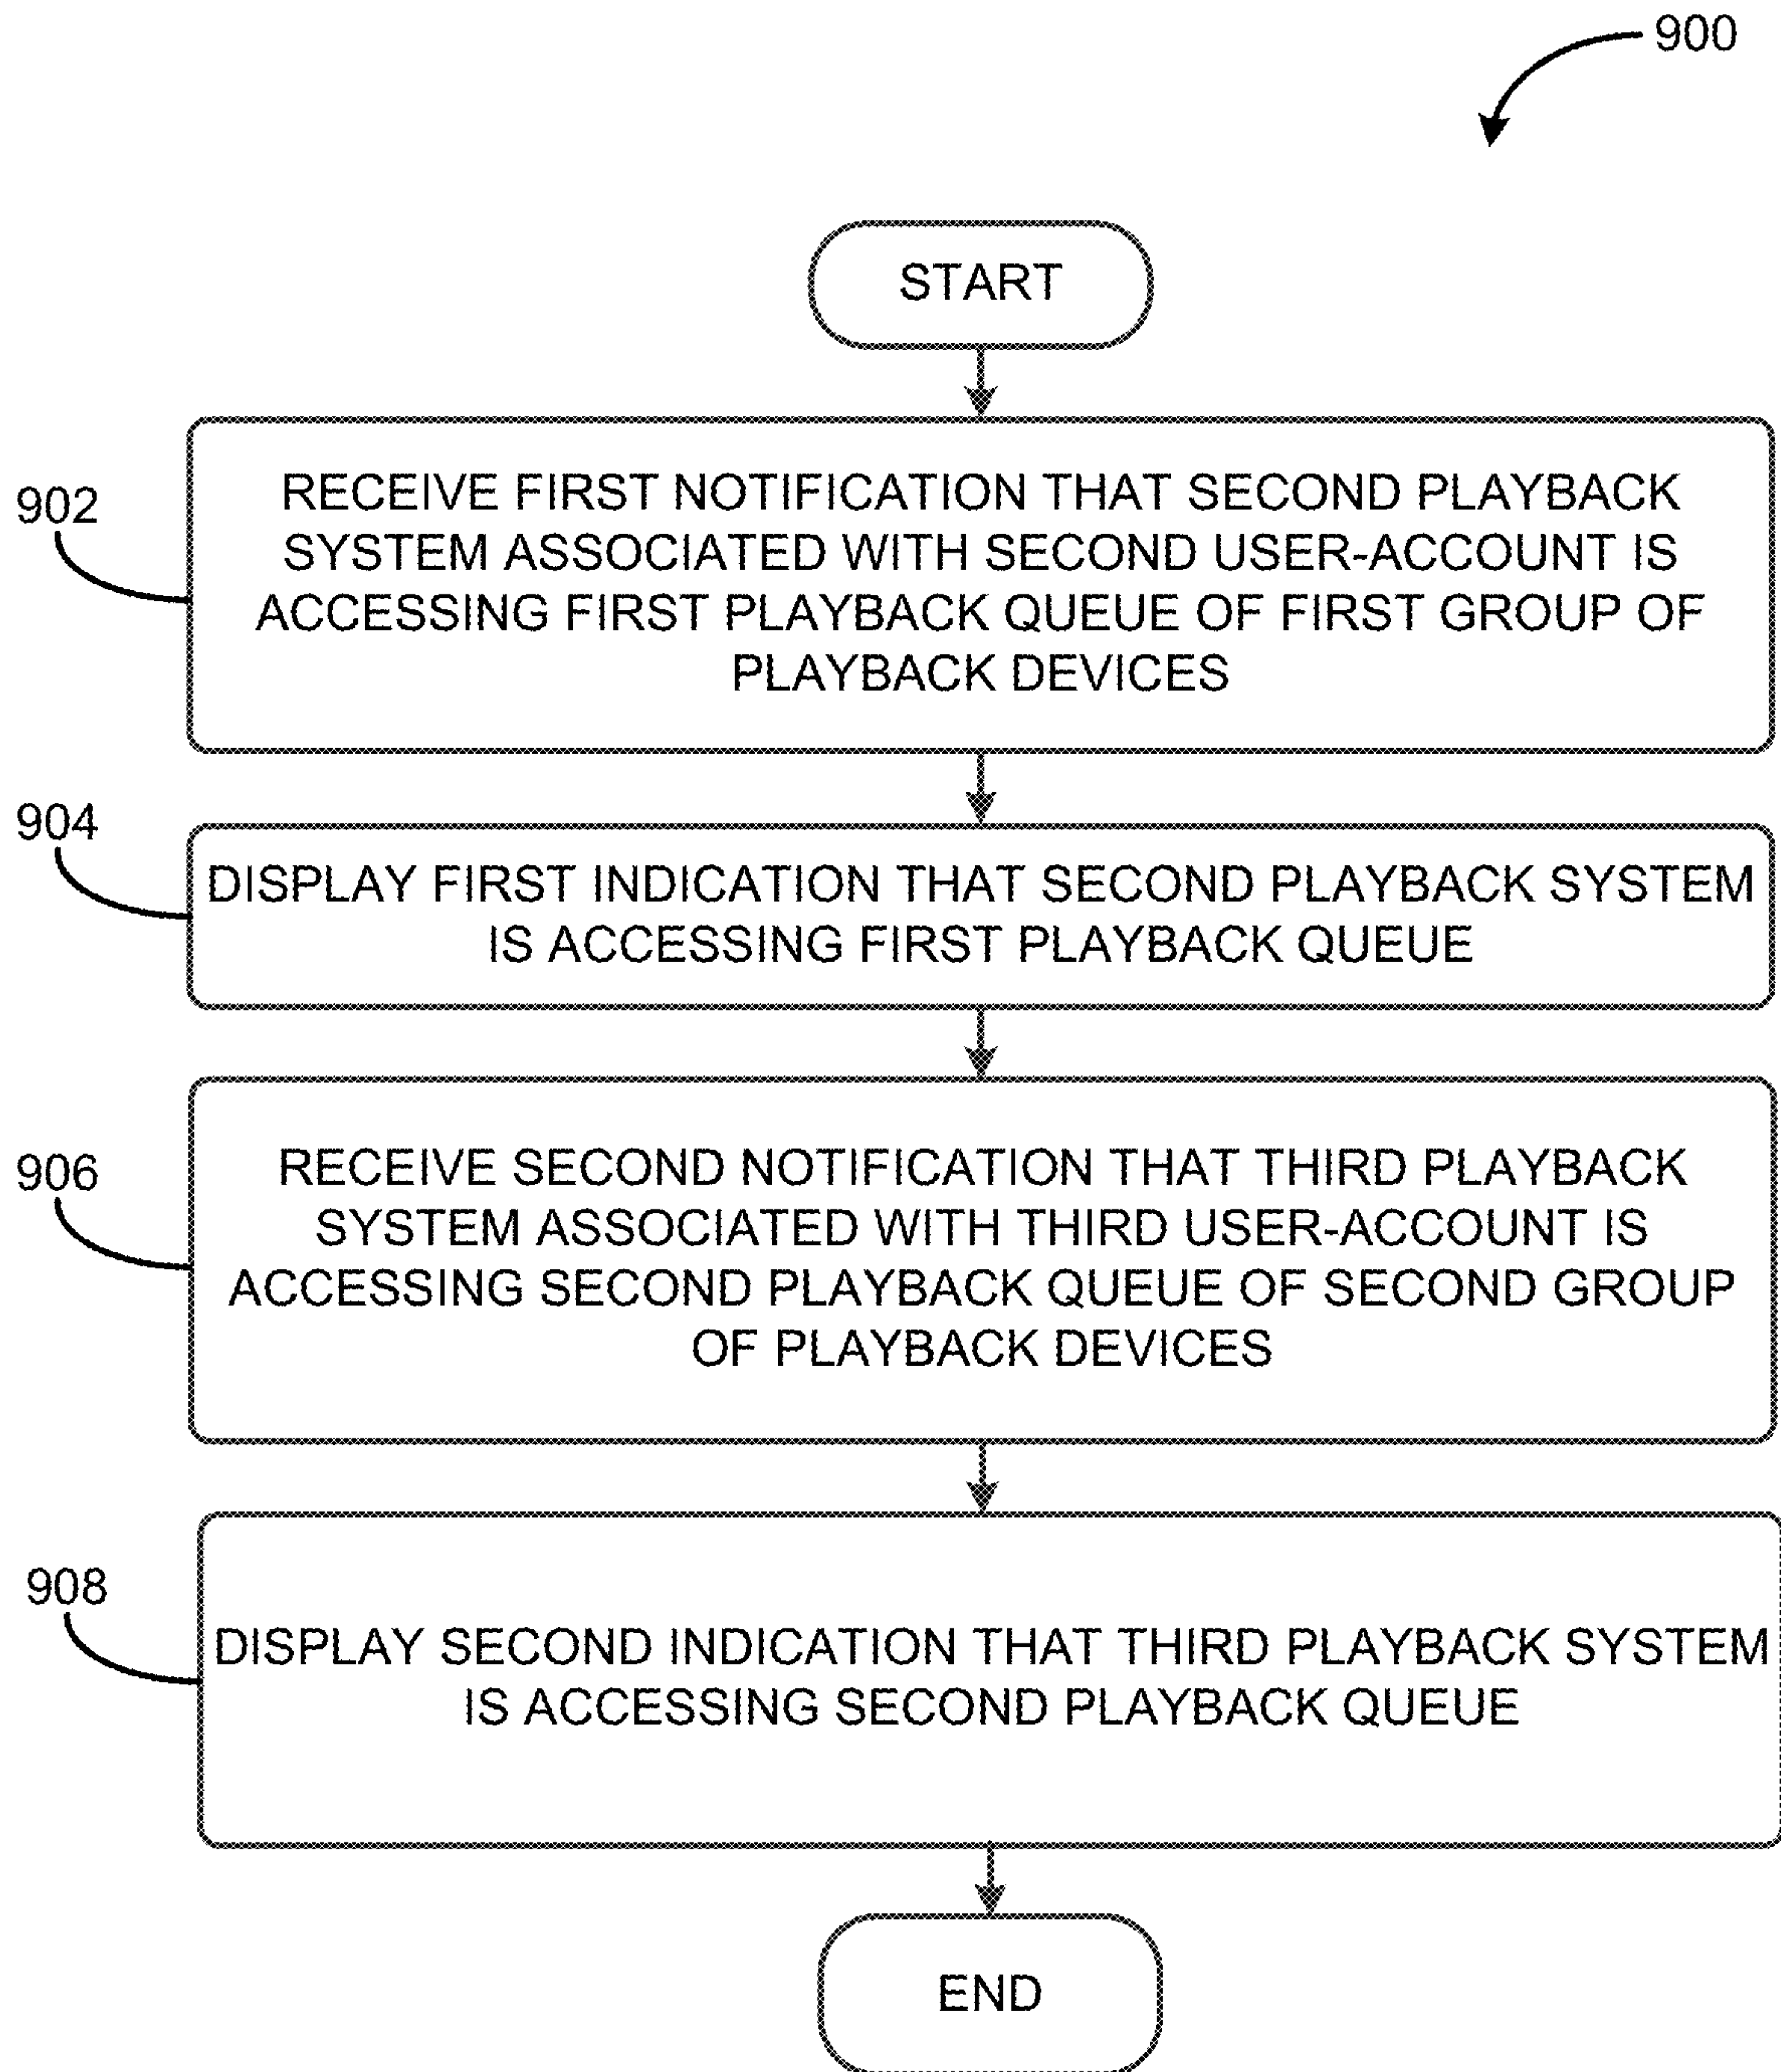 900
START
902
RECEIVE FIRST NOTIFICATION THAT SECOND PLAYBACK
SYSTEM ASSOCIATED WITH SECOND USER-ACCOUNT IS
ACCESSING FIRST PLAYBACK QUEUE OF FIRST GROUP OF
PLAYBACK DEVICES
904
DISPLAY FIRST INDICATION THAT SECOND PLAYBACK SYSTEM
IS ACCESSING FIRST PLAYBACK QUEUE
906
RECEIVE SECOND NOTIFICATION THAT THIRD PLAYBACK
SYSTEM ASSOCIATED WITH THIRD USER-ACCOUNT IS
ACCESSING SECOND PLAYBACK QUEUE OF SECOND GROUP
OF PLAYBACK DEVICES
908
DISPLAY SECOND INDICATION THAT THIRD PLAYBACK SYSTEM
IS ACCESSING SECOND PLAYBACK QUEUE
END